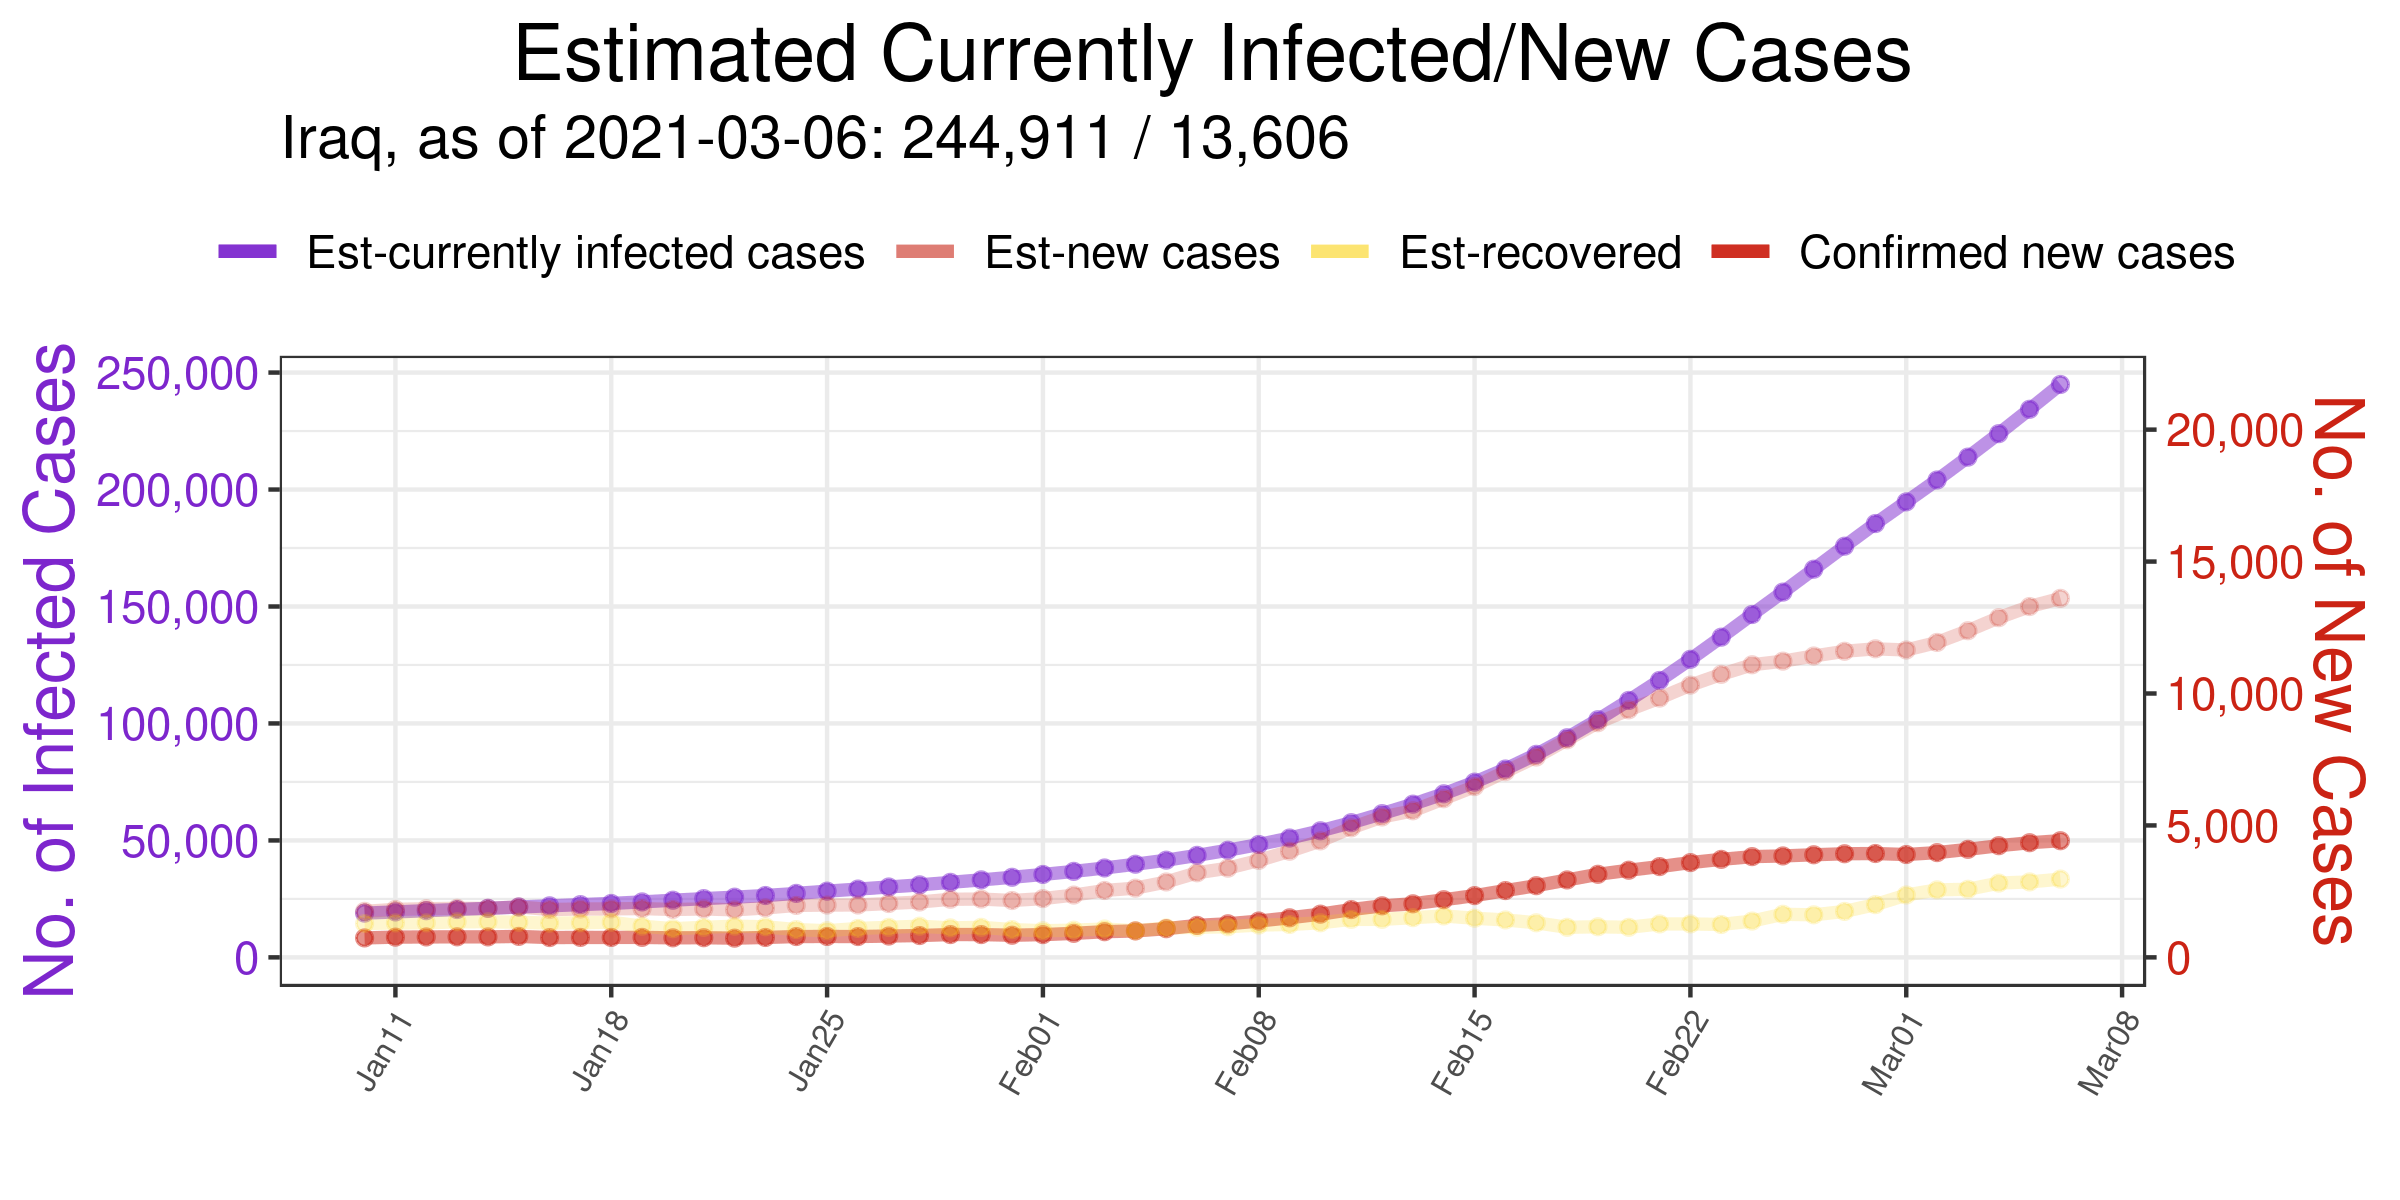 Estimated Currently Infected/New Cases
Iraq, as of 2021-03-06: 244,911 / 13,606
Est-currently infected cases Est-new cases Est-recovered Confirmed new cases
No. of Infected Cases
250,000
200,000
150,000
100,000
50,000
0
20,000
15,000
10,000
5,000
0
No. of New Cases
Jan11 Jan18 Jan25 Feb01 Feb08 Feb15 Feb22 Mar01 Mar08